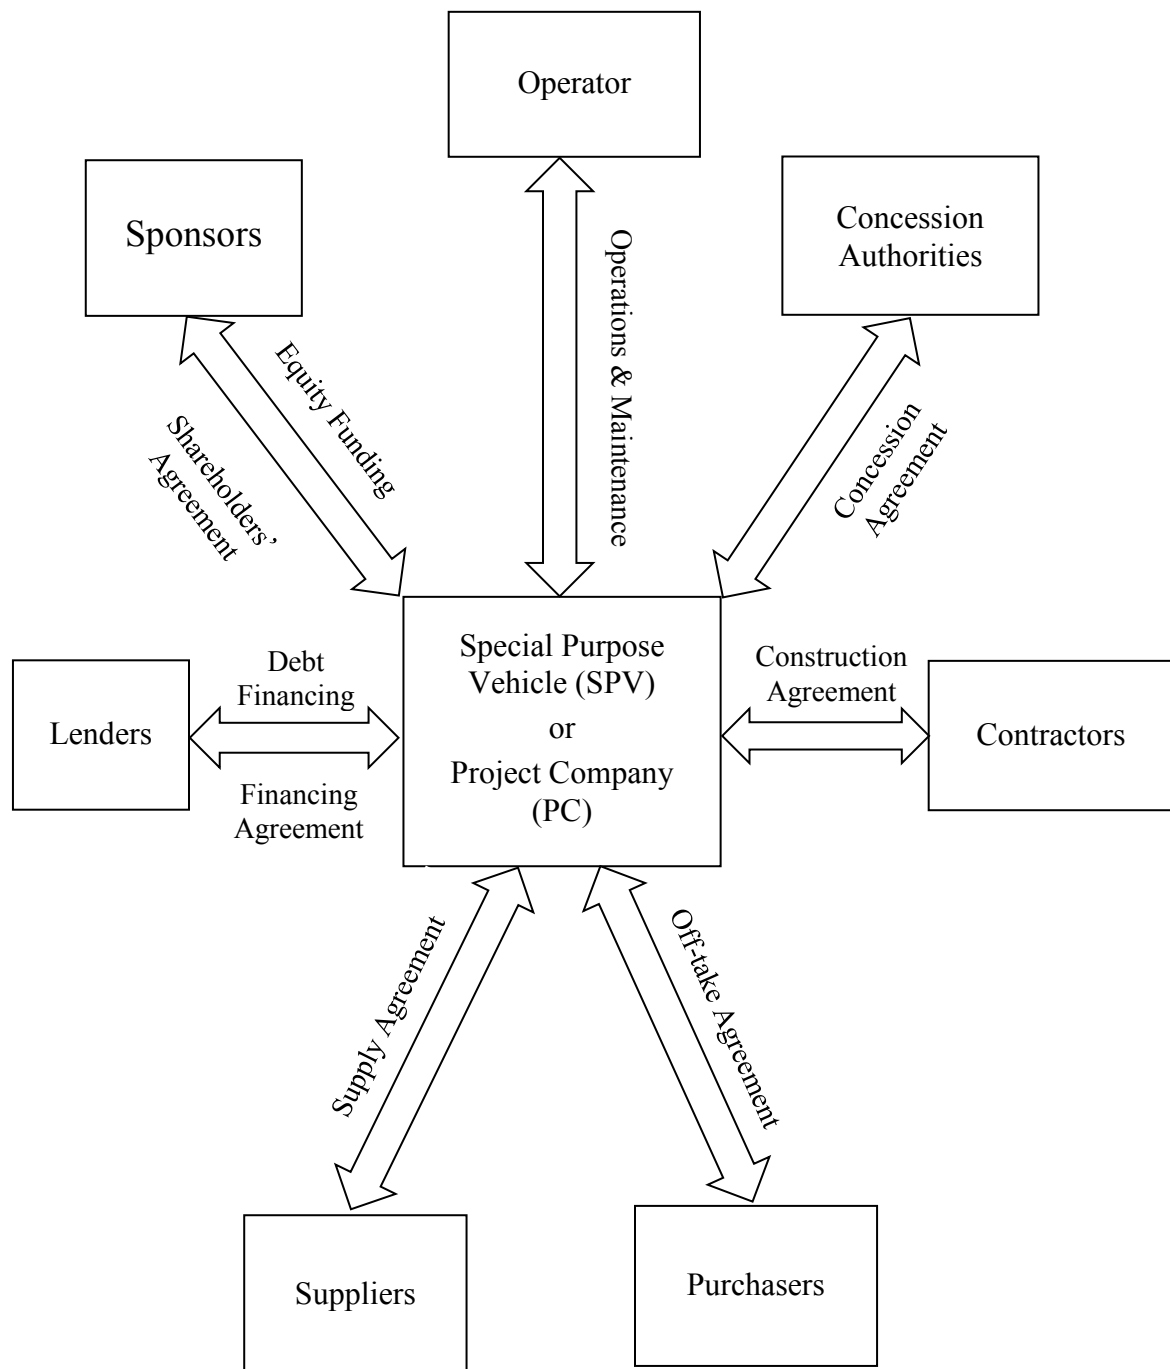 Operator
Sponsors
Concession
Authorities
Operations & Maintenance
Equity Funding
Shareholders’
Agreement
Concession
Agreement
Special Purpose
Vehicle (SPV)
or
Project Company
(PC)
Debt
Financing
Lenders
Financing
Agreement
Construction
Agreement
Contractors
Supply Agreement
Off-take Agreement
Suppliers
Purchasers